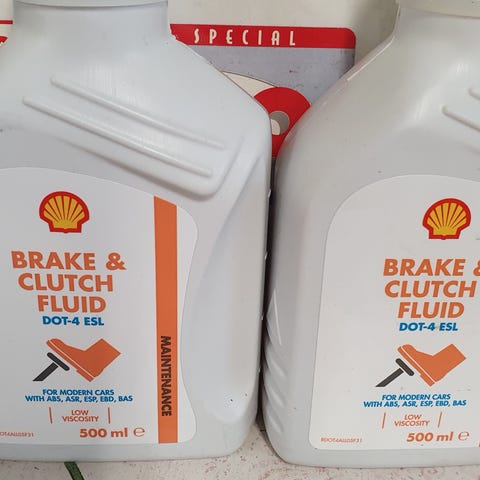 SPECIAL
BRAKE &
CLUTCH
FLUID
DOT-4 ESL
MAINTENANCE
FOR MODERN CARS
WITH ABS, ASR, ESP, EBD, BAS
LOW
VISCOSITY
500 ml e
BRAKE &
CLUTCH
FLUID
DOT-4 ESL
FOR MODERN CARS
WITH ABS, ASR, ESP, EBD, BAS
LOW
VISCOSITY
500 ml e